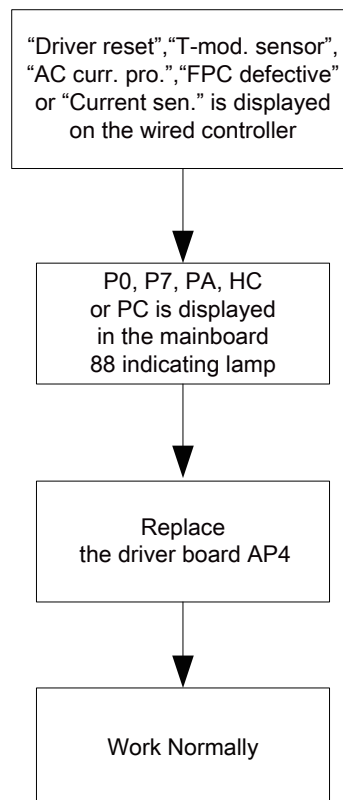 “Driver reset”,“T-mod. sensor”,
“AC curr. pro.”,“FPC defective”
or “Current sen.” is displayed
on the wired controller
P0, P7, PA, HC
or PC is displayed
in the mainboard
88 indicating lamp
Replace
the driver board AP4
Work Normally